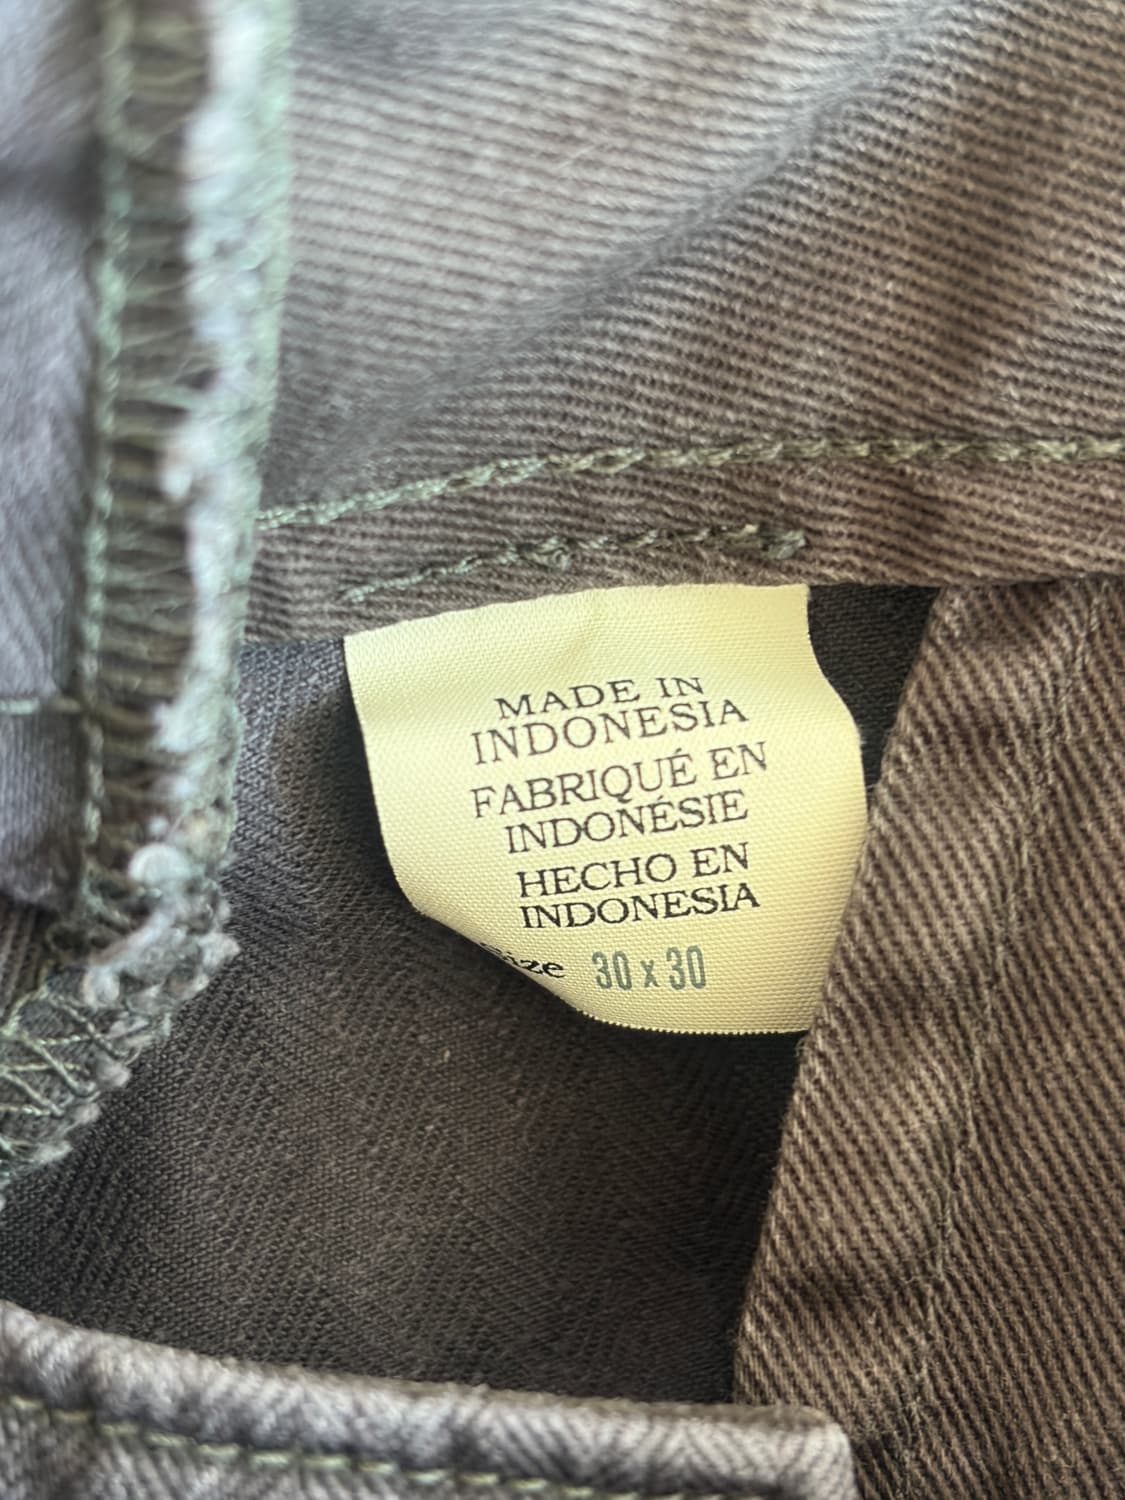 MADE IN
INDONESIA
FABRIQUÉ EN
INDONÉSIE
HECHO EN
INDONESIA
Size 30 x 30